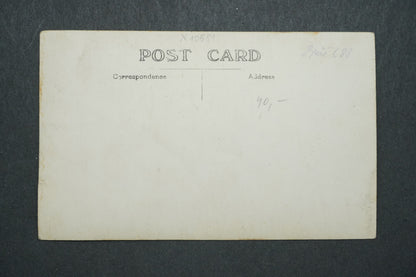 POST CARD
Correspondence
Address
40,-